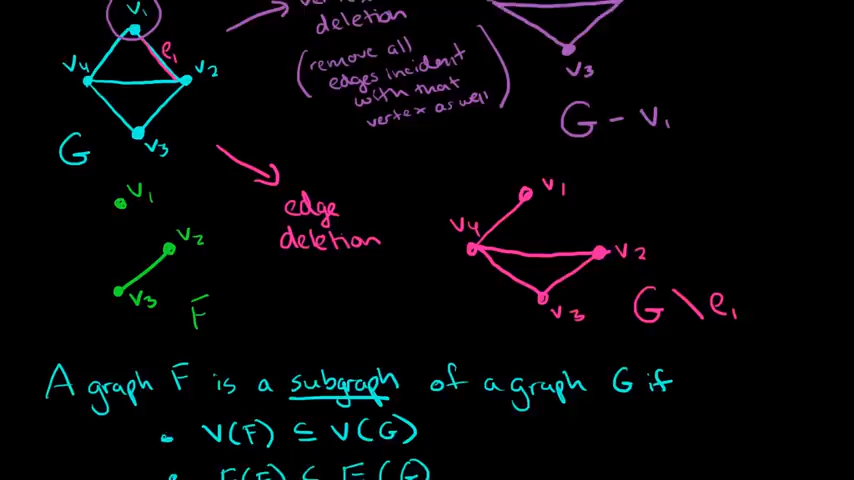 v₁
e₁
v₄
v₂
v₃
G
deletion
(remove all
edges incident
with that
vertex as well)
v₃
G - v₁
edge
deletion
v₁
v₂
v₃
F
v₁
v₄
v₂
v₃
G \ e₁
A graph F is a subgraph of a graph G if
• V(F) ⊆ V(G)
• E(F) ⊆ E(G)